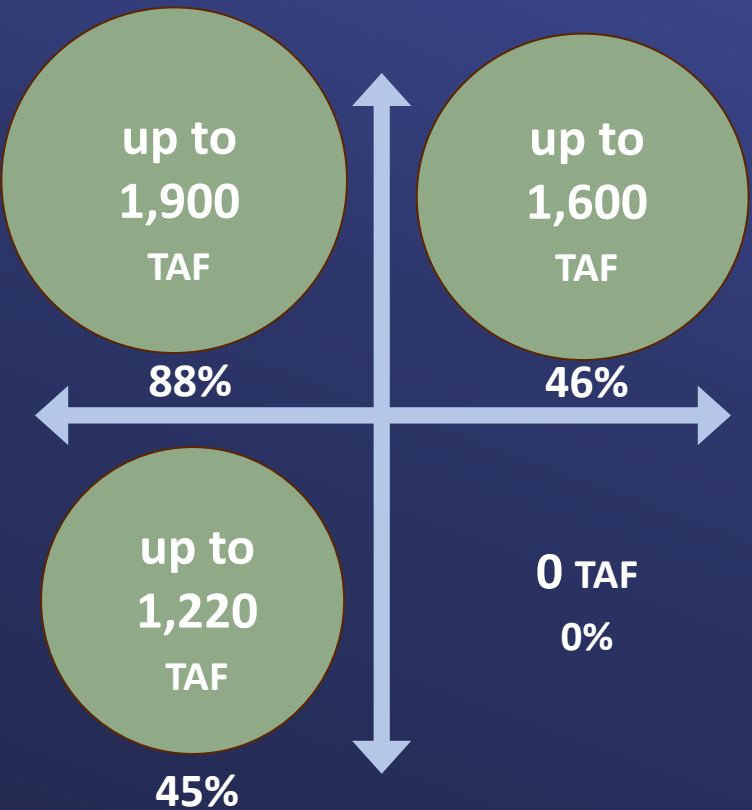 up to
1,900
TAF
88%
up to
1,600
TAF
46%
up to
1,220
TAF
45%
0 TAF
0%